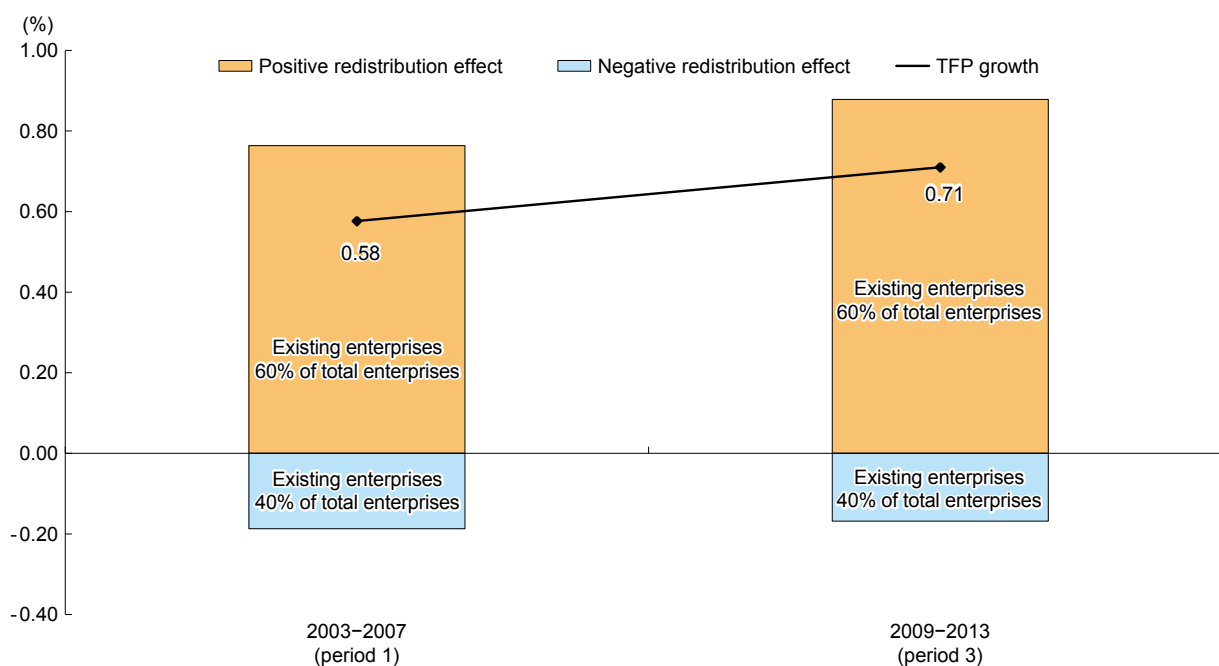 (%)
1.00
Positive redistribution effect
Negative redistribution effect
TFP growth
0.80
0.71
0.60
0.58
0.40
Existing enterprises
60% of total enterprises
Existing enterprises
60% of total enterprises
0.20
0.00
Existing enterprises
40% of total enterprises
Existing enterprises
40% of total enterprises
-0.20
-0.40
2003−2007
(period 1)
2009−2013
(period 3)